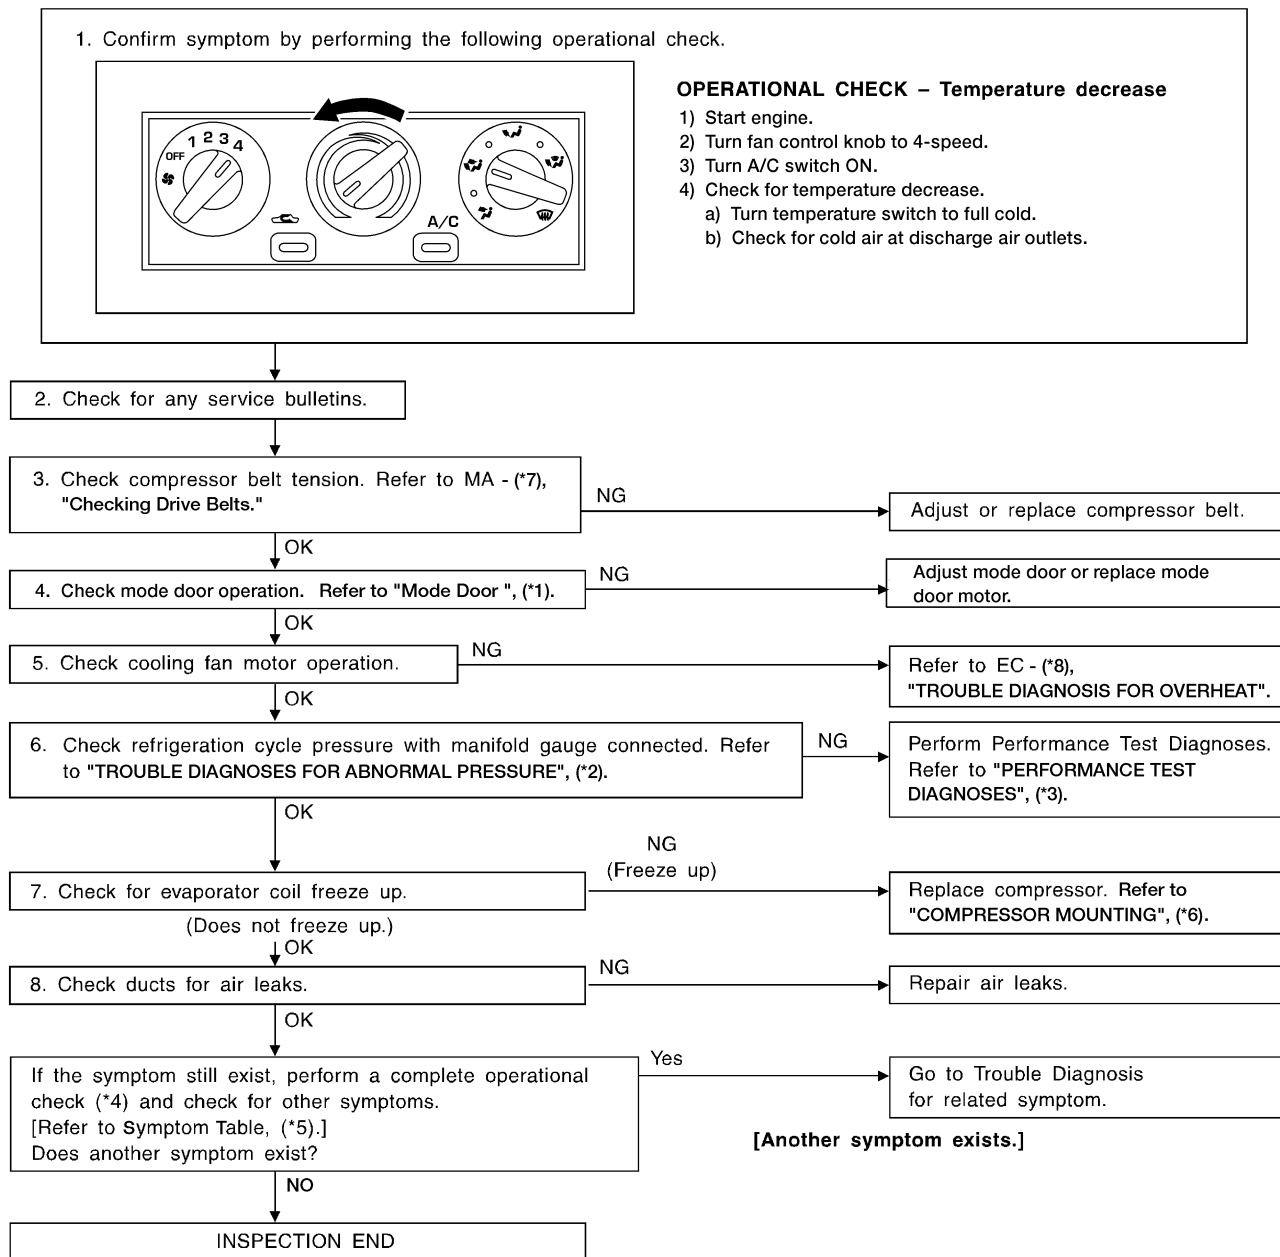 1. Confirm symptom by performing the following operational check.
OFF 1 2 3 4
A/C
OPERATIONAL CHECK – Temperature decrease
1) Start engine.
2) Turn fan control knob to 4-speed.
3) Turn A/C switch ON.
4) Check for temperature decrease.
a) Turn temperature switch to full cold.
b) Check for cold air at discharge air outlets.
2. Check for any service bulletins.
3. Check compressor belt tension. Refer to MA - (*7),
"Checking Drive Belts."
NG
Adjust or replace compressor belt.
OK
4. Check mode door operation. Refer to "Mode Door ", (*1).
NG
Adjust mode door or replace mode
door motor.
OK
5. Check cooling fan motor operation.
NG
Refer to EC - (*8),
"TROUBLE DIAGNOSIS FOR OVERHEAT".
OK
6. Check refrigeration cycle pressure with manifold gauge connected. Refer
to "TROUBLE DIAGNOSES FOR ABNORMAL PRESSURE", (*2).
NG
Perform Performance Test Diagnoses.
Refer to "PERFORMANCE TEST
DIAGNOSES", (*3).
OK
7. Check for evaporator coil freeze up.
NG
(Freeze up)
Replace compressor. Refer to
"COMPRESSOR MOUNTING", (*6).
(Does not freeze up.)
OK
8. Check ducts for air leaks.
NG
Repair air leaks.
OK
If the symptom still exist, perform a complete operational
check (*4) and check for other symptoms.
[Refer to Symptom Table, (*5).]
Does another symptom exist?
Yes
Go to Trouble Diagnosis
for related symptom.
[Another symptom exists.]
NO
INSPECTION END